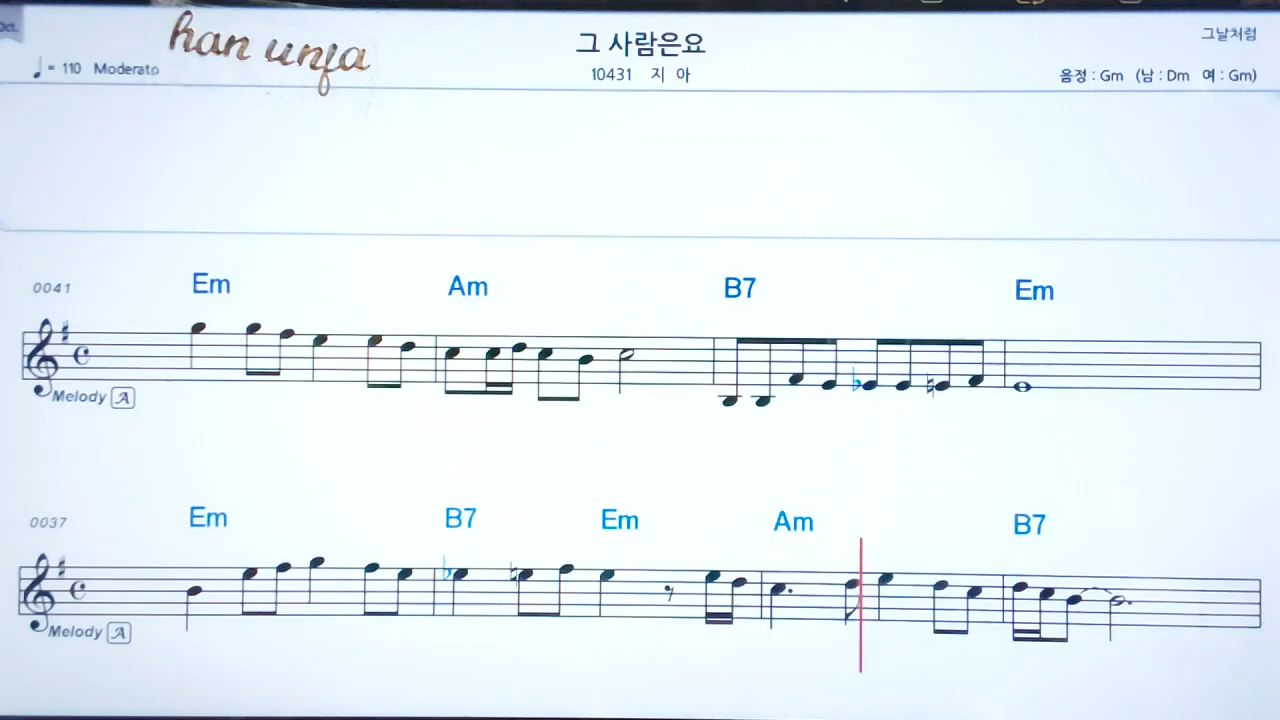 Oct.
han unja
그 사람은요
그날처럼
♩= 110 Moderato
10431 지 아
음정 : Gm (남 : Dm 여 : Gm)
0041 Em Am B7 Em
Melody A
0037 Em B7 Em Am B7
Melody A